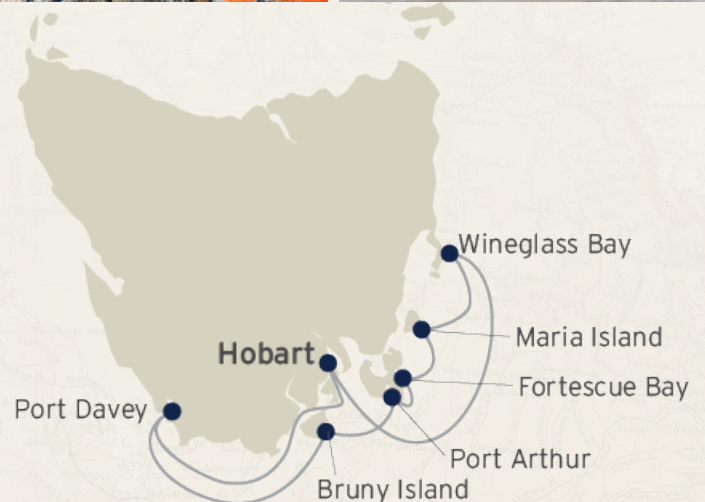 Wineglass Bay
Maria Island
Hobart
Fortescue Bay
Port Davey
Port Arthur
Bruny Island